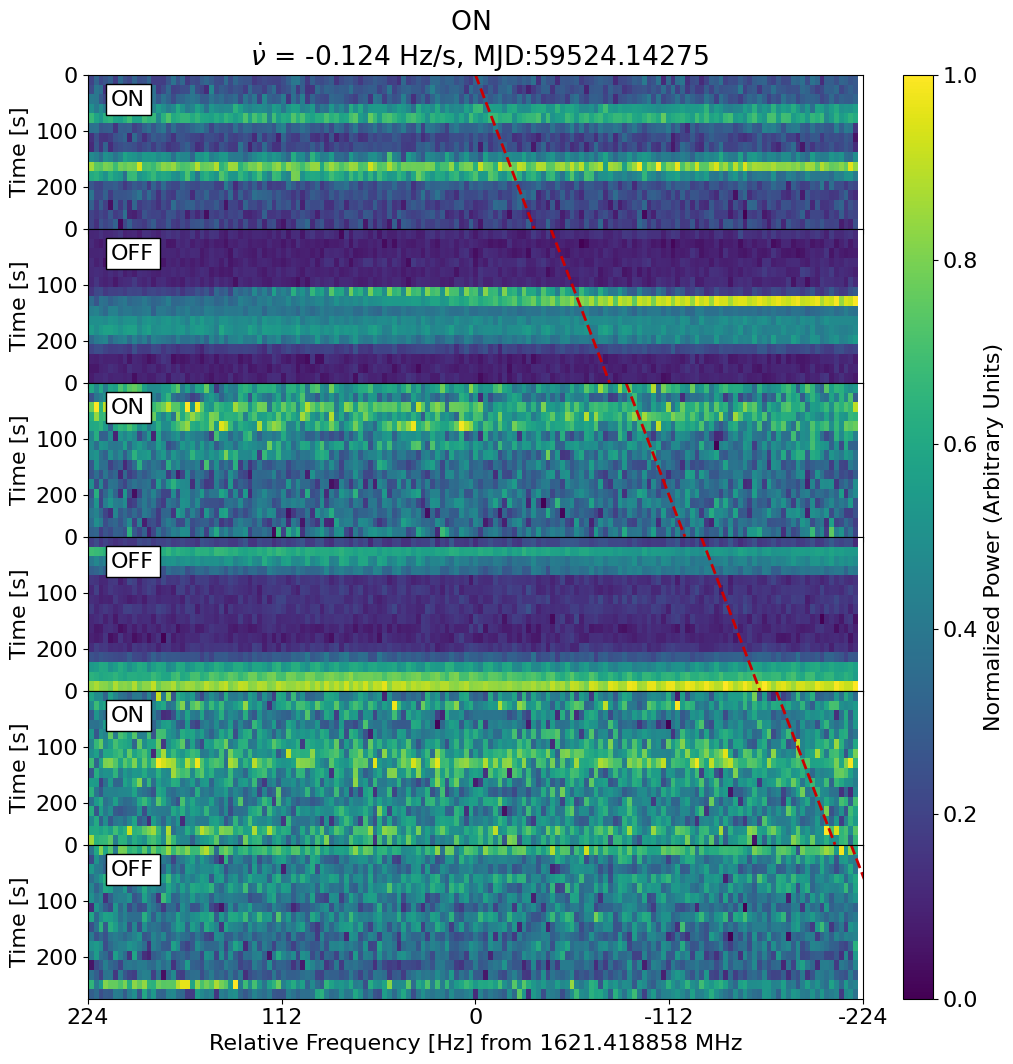 ON
ν̇ = -0.124 Hz/s, MJD:59524.14275
0
ON
100
200
Time [s]
0
OFF
100
200
Time [s]
0
ON
100
200
Time [s]
0
OFF
100
200
Time [s]
0
ON
100
200
Time [s]
0
OFF
100
200
Time [s]
224 112 0 -112 -224
Relative Frequency [Hz] from 1621.418858 MHz
1.0
0.8
0.6
0.4
0.2
0.0
Normalized Power (Arbitrary Units)